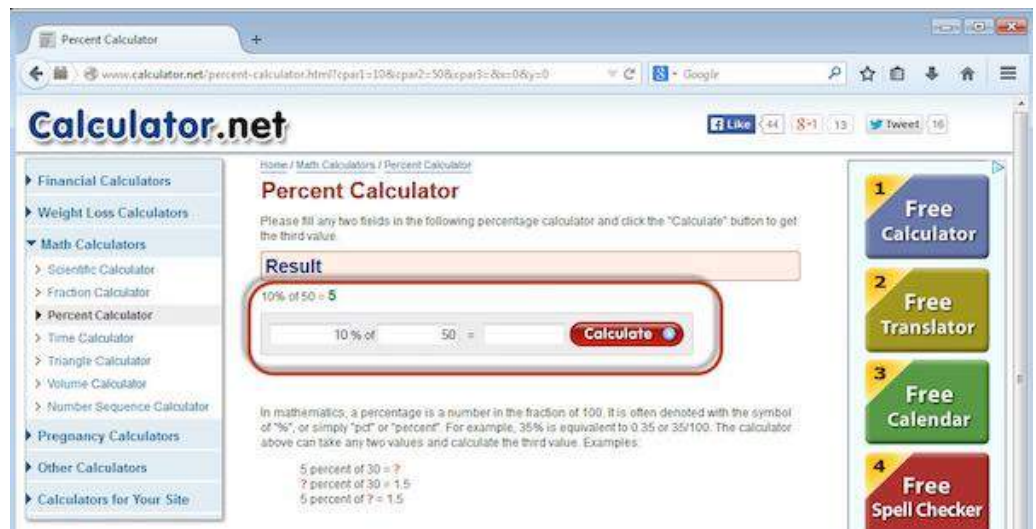 Percent Calculator
www.calculator.net/percent-calculator.html?cpar1=10&cpar2=50&cpar3=&x=0&y=0
Google
Calculator.net
Like 44
+1 13
Tweet 16
Financial Calculators
Weight Loss Calculators
Math Calculators
Scientific Calculator
Fraction Calculator
Percent Calculator
Time Calculator
Triangle Calculator
Volume Calculator
Number Sequence Calculator
Pregnancy Calculators
Other Calculators
Calculators for Your Site
Home / Math Calculators / Percent Calculator
Percent Calculator
Please fill any two fields in the following percentage calculator and click the "Calculate" button to get
the third value.
Result
10% of 50 = 5
10 % of 50 = Calculate
In mathematics, a percentage is a number in the fraction of 100. It is often denoted with the symbol
of "%", or simply "pct" or "percent". For example, 35% is equivalent to 0.35 or 35/100. The calculator
above can take any two values and calculate the third value. Examples:
5 percent of 30 = ?
? percent of 30 = 1.5
5 percent of ? = 1.5
1
Free
Calculator
2
Free
Translator
3
Free
Calendar
4
Free
Spell Checker